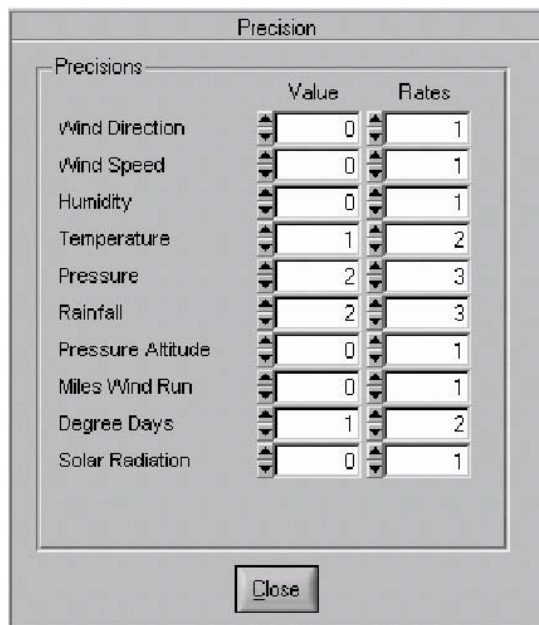 Precision
Precisions
Value Rates
Wind Direction 0 1
Wind Speed 0 1
Humidity 0 1
Temperature 1 2
Pressure 2 3
Rainfall 2 3
Pressure Altitude 0 1
Miles Wind Run 0 1
Degree Days 1 2
Solar Radiation 0 1
Close